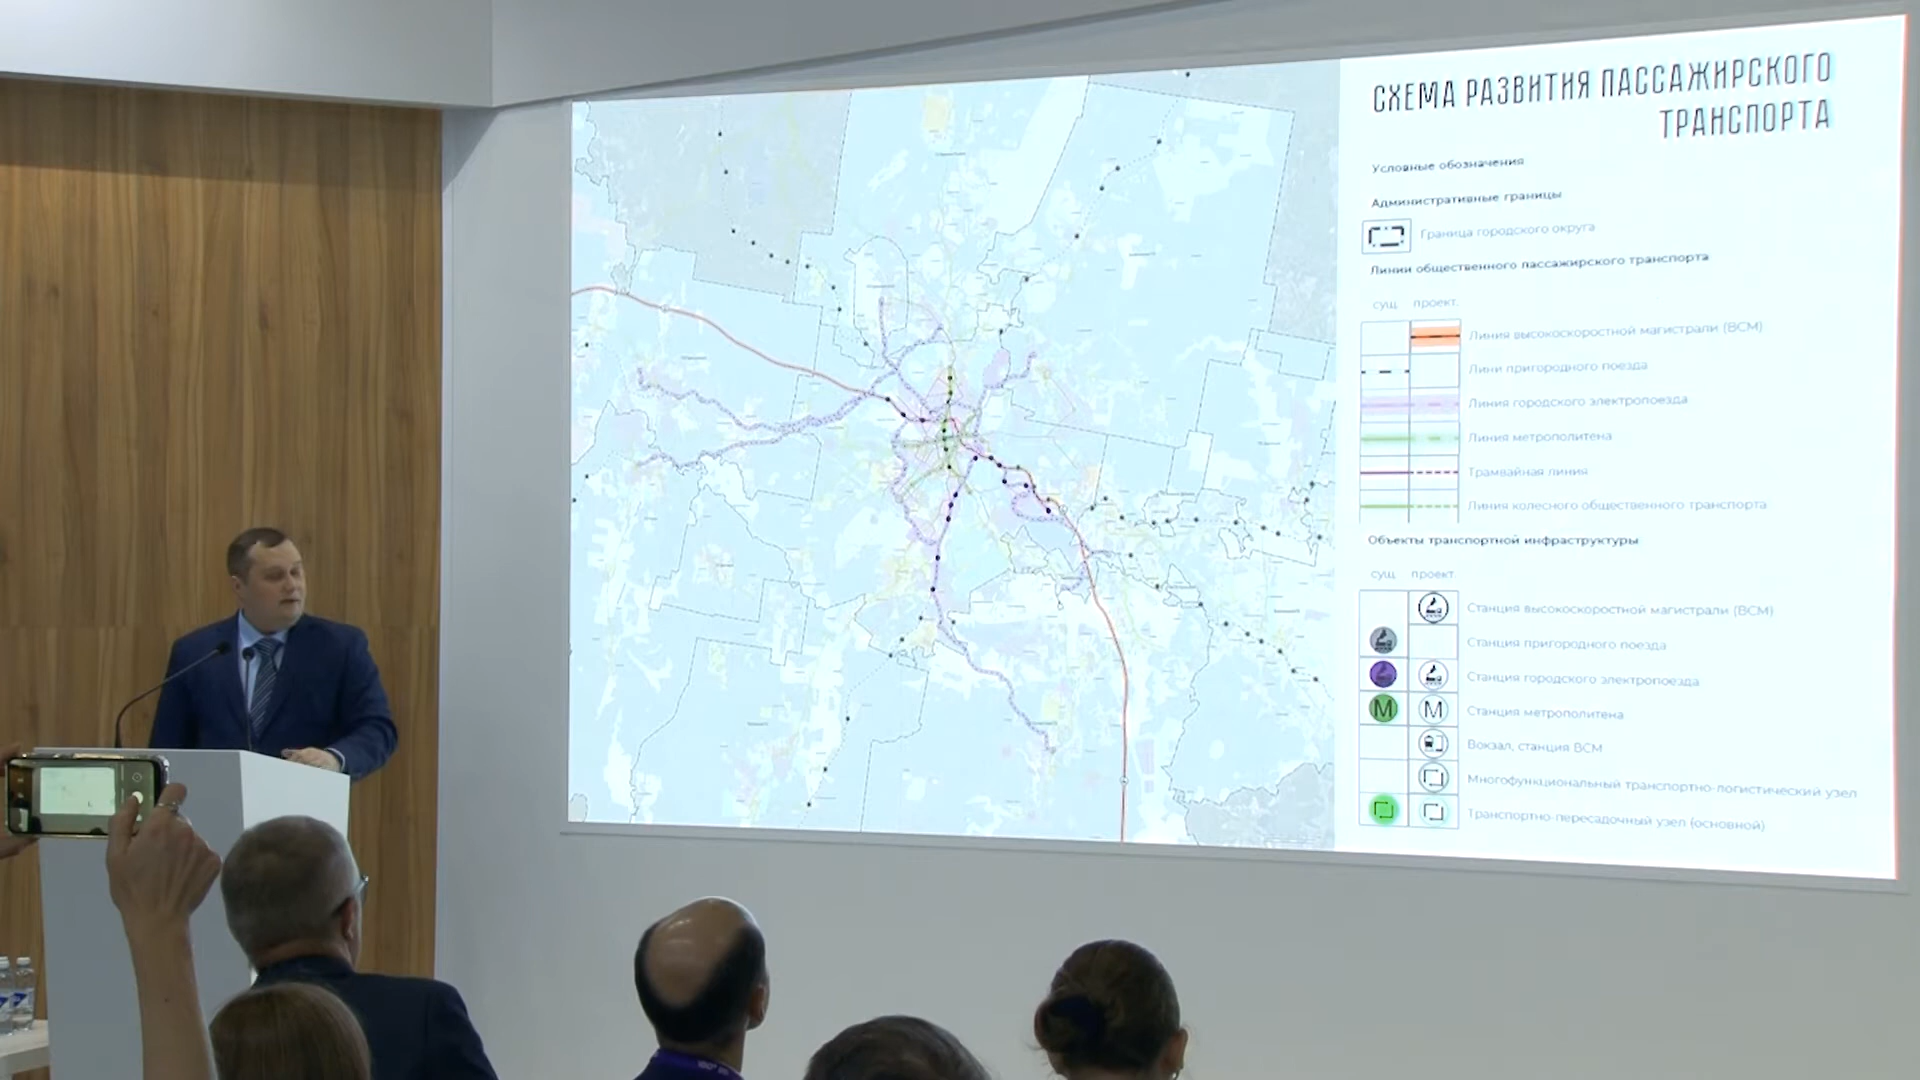 СХЕМА РАЗВИТИЯ ПАССАЖИРСКОГО
ТРАНСПОРТА
Условные обозначения
Административные границы
Граница городского округа
Линии общественного пассажирского транспорта
сущ. проект.
Линия высокоскоростной магистрали (ВСМ)
Лини пригородного поезда
Линия городского электропоезда
Линия метрополитена
Трамвайная линия
Линия колесного общественного транспорта
Объекты транспортной инфраструктуры
сущ. проект.
Станция высокоскоростной магистрали (ВСМ)
Станция пригородного поезда
Станция городского электропоезда
М М Станция метрополитена
Вокзал, станция ВСМ
Многофункциональный транспортно-логистический узел
Транспортно-пересадочный узел (основной)